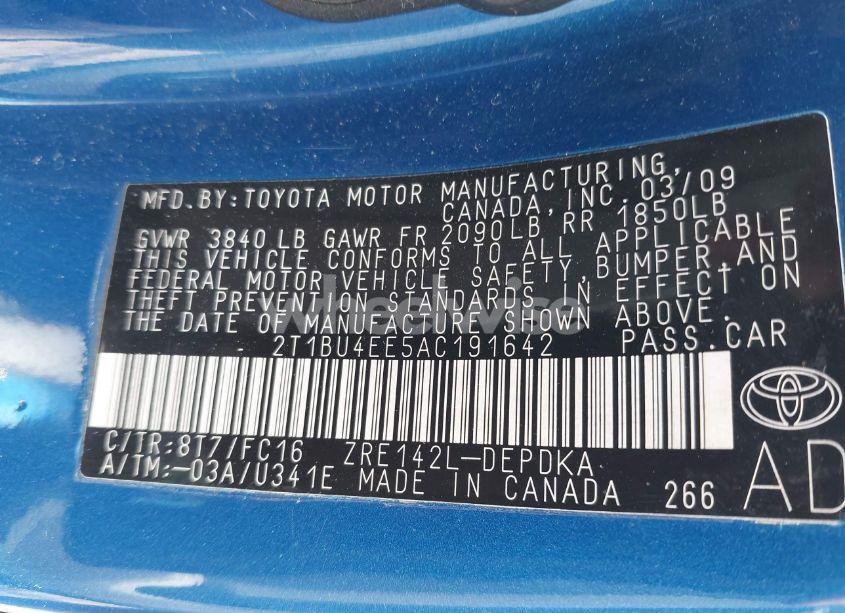 MFD. BY: TOYOTA MOTOR MANUFACTURING,
CANADA, INC. 03/09
GVWR 3840 LB GAWR FR 2090LB RR 1850LB
THIS VEHICLE CONFORMS TO ALL APPLICABLE
FEDERAL MOTOR VEHICLE SAFETY, BUMPER, AND
THEFT PREVENTION STANDARDS IN EFFECT ON
THE DATE OF MANUFACTURE SHOWN ABOVE.
wheelwise
2T1BU4EE5AC191642 PASS.CAR
C/TR:8T7/FC16 ZRE142L-DEPDKA
A/TM:-03A/U341E MADE IN CANADA 266
AD